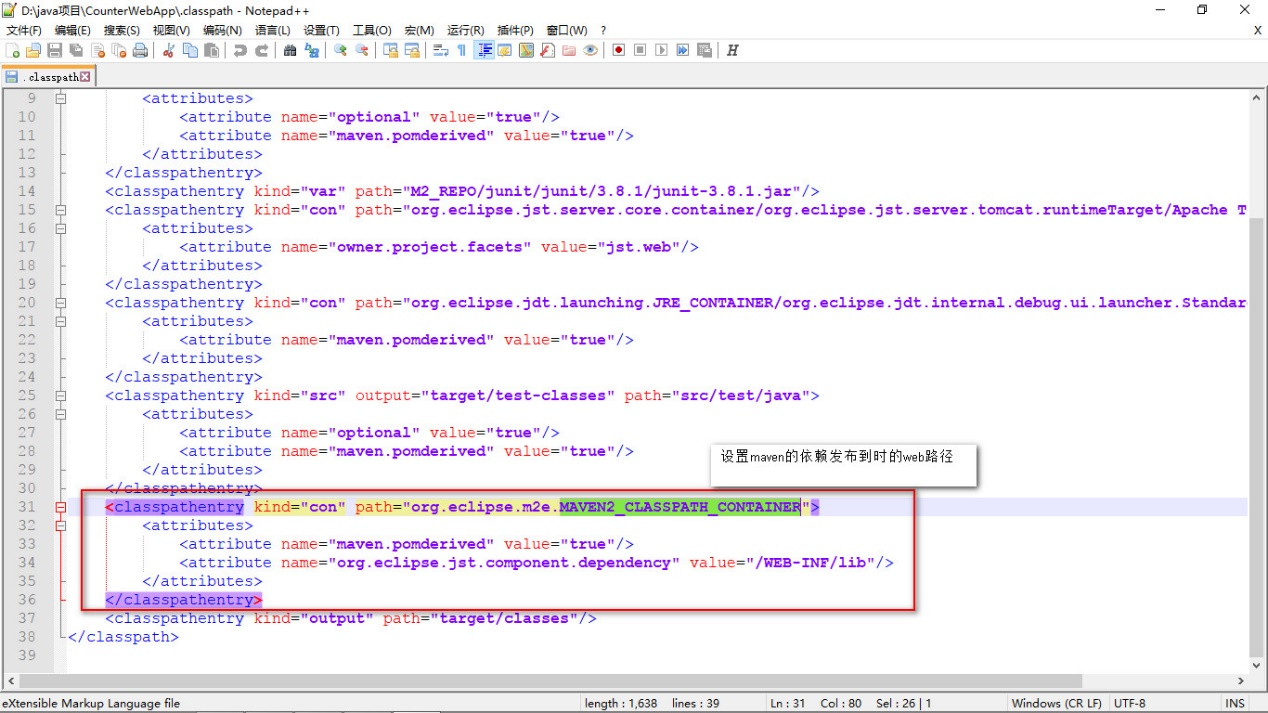 D:\java项目\CounterWebApp\.classpath - Notepad++
文件(F) 编辑(E) 搜索(S) 视图(V) 编码(N) 语言(L) 设置(T) 工具(O) 宏(M) 运行(R) 插件(P) 窗口(W) ? X
.classpath
9 <attributes>
10 <attribute name="optional" value="true"/>
11 <attribute name="maven.pomderived" value="true"/>
12 </attributes>
13 </classpathentry>
14 <classpathentry kind="var" path="M2_REPO/junit/junit/3.8.1/junit-3.8.1.jar"/>
15 <classpathentry kind="con" path="org.eclipse.jst.server.core.container/org.eclipse.jst.server.tomcat.runtimeTarget/Apache T
16 <attributes>
17 <attribute name="owner.project.facets" value="jst.web"/>
18 </attributes>
19 </classpathentry>
20 <classpathentry kind="con" path="org.eclipse.jdt.launching.JRE_CONTAINER/org.eclipse.jdt.internal.debug.ui.launcher.Standar
21 <attributes>
22 <attribute name="maven.pomderived" value="true"/>
23 </attributes>
24 </classpathentry>
25 <classpathentry kind="src" output="target/test-classes" path="src/test/java">
26 <attributes>
27 <attribute name="optional" value="true"/>
28 <attribute name="maven.pomderived" value="true"/>
设置maven的依赖发布到时的web路径
29 </attributes>
30 </classpathentry>
31 <classpathentry kind="con" path="org.eclipse.m2e.MAVEN2_CLASSPATH_CONTAINER">
32 <attributes>
33 <attribute name="maven.pomderived" value="true"/>
34 <attribute name="org.eclipse.jst.component.dependency" value="/WEB-INF/lib"/>
35 </attributes>
36 </classpathentry>
37 <classpathentry kind="output" path="target/classes"/>
38 </classpath>
39
eXtensible Markup Language file length : 1,638 lines : 39 Ln : 31 Col : 80 Sel : 26 | 1 Windows (CR LF) UTF-8 INS